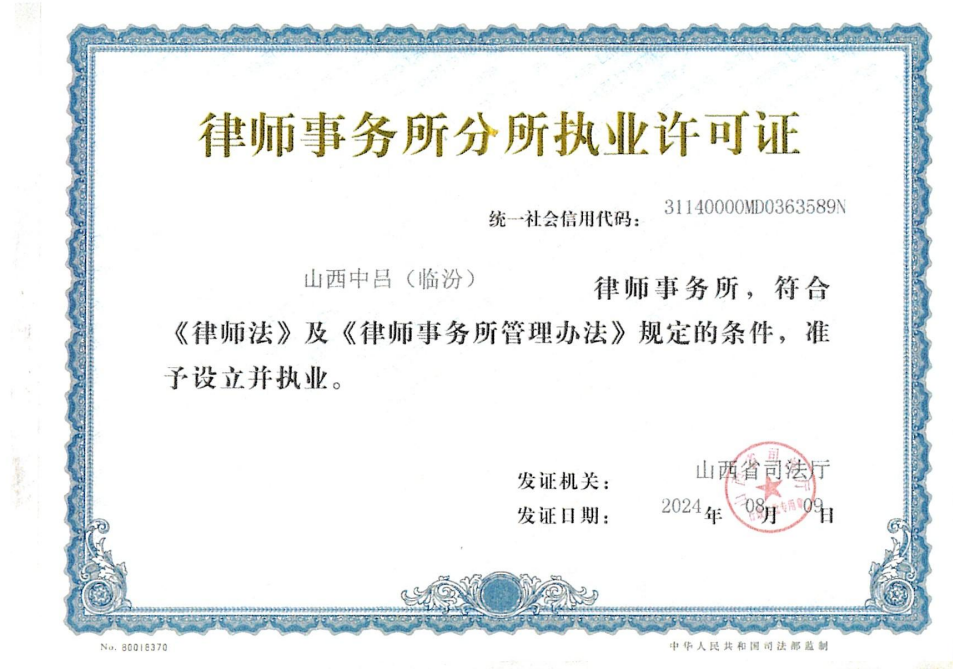 律师事务所分所执业许可证
统一社会信用代码： 31140000MD0363589N
山西中吕（临汾） 律师事务所，符合
《律师法》及《律师事务所管理办法》规定的条件，准
予设立并执业。
发证机关： 山西省司法厅
发证日期： 2024年 08月 09日
No. 80018370
中华人民共和国司法部监制